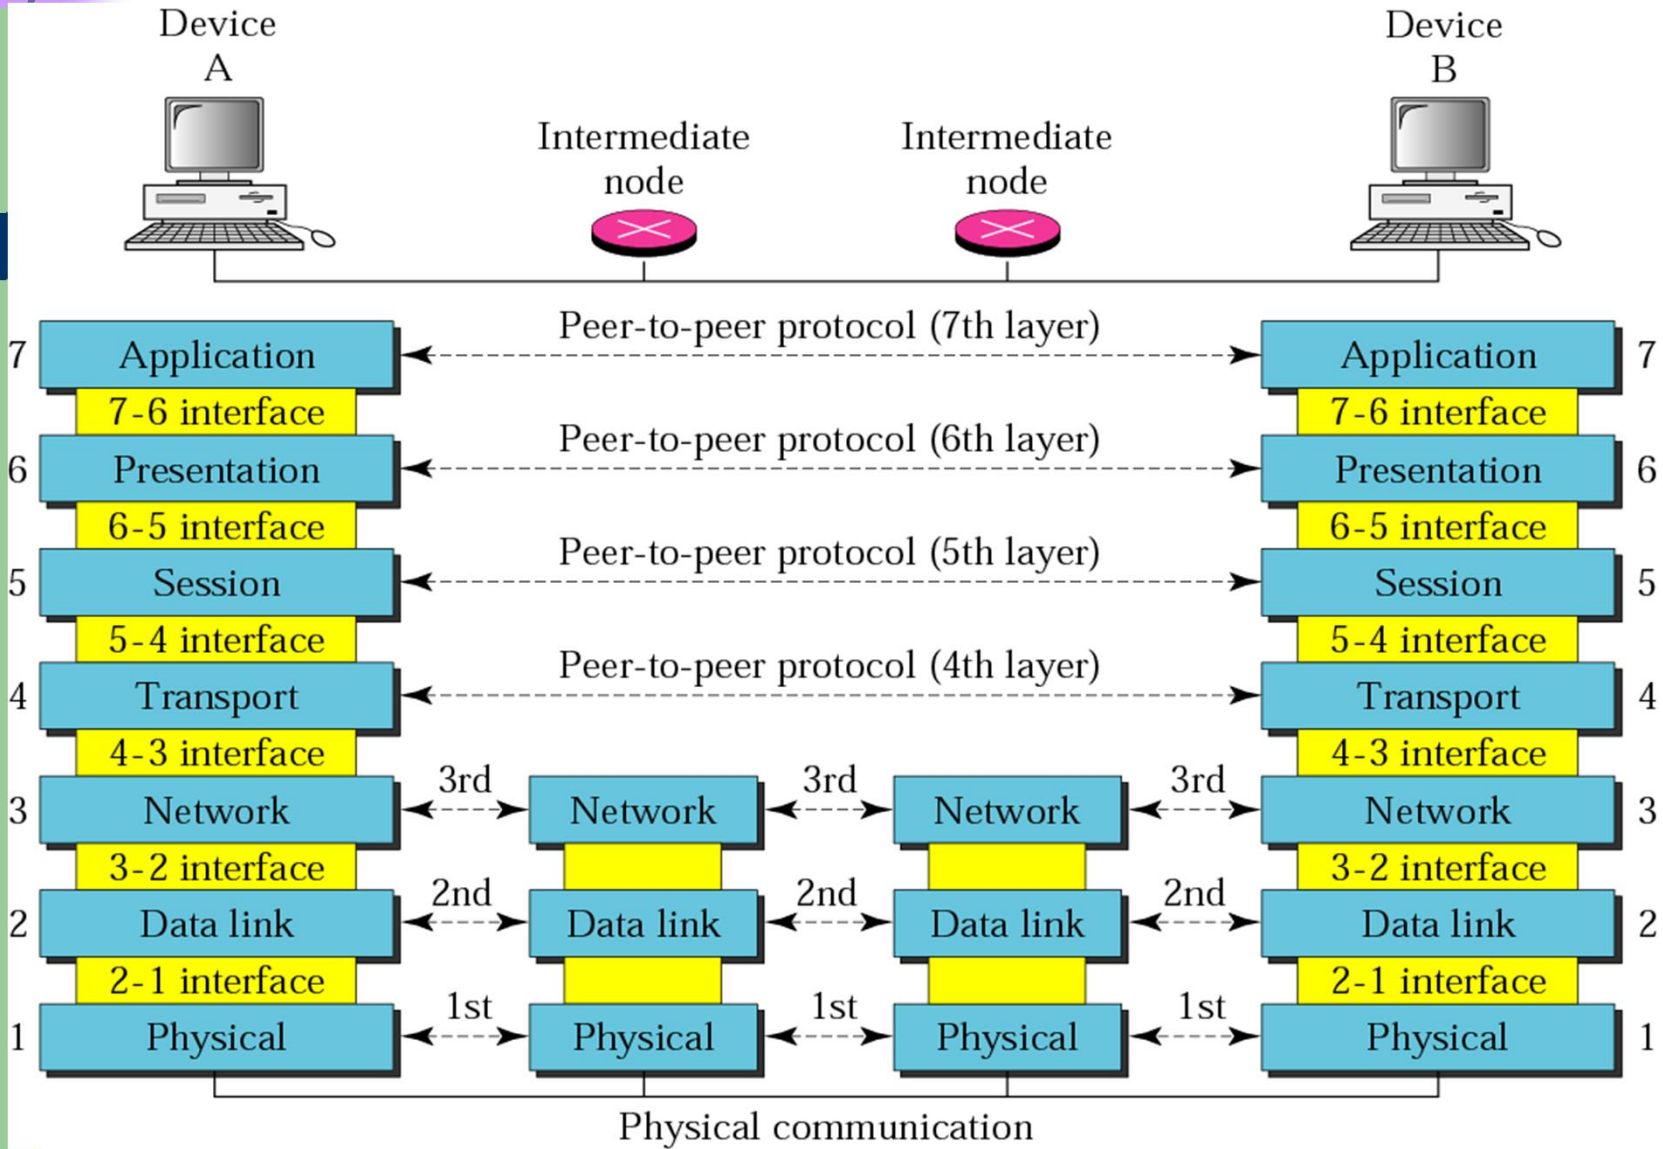 Device
A
Device
B
Intermediate
node
Intermediate
node
Peer-to-peer protocol (7th layer)
7 Application Application 7
7-6 interface 7-6 interface
Peer-to-peer protocol (6th layer)
6 Presentation Presentation 6
6-5 interface 6-5 interface
Peer-to-peer protocol (5th layer)
5 Session Session 5
5-4 interface 5-4 interface
Peer-to-peer protocol (4th layer)
4 Transport Transport 4
4-3 interface 4-3 interface
3rd 3rd 3rd
3 Network Network Network Network 3
3-2 interface 3-2 interface
2nd 2nd 2nd
2 Data link Data link Data link Data link 2
2-1 interface 2-1 interface
1st 1st 1st
1 Physical Physical Physical Physical 1
Physical communication